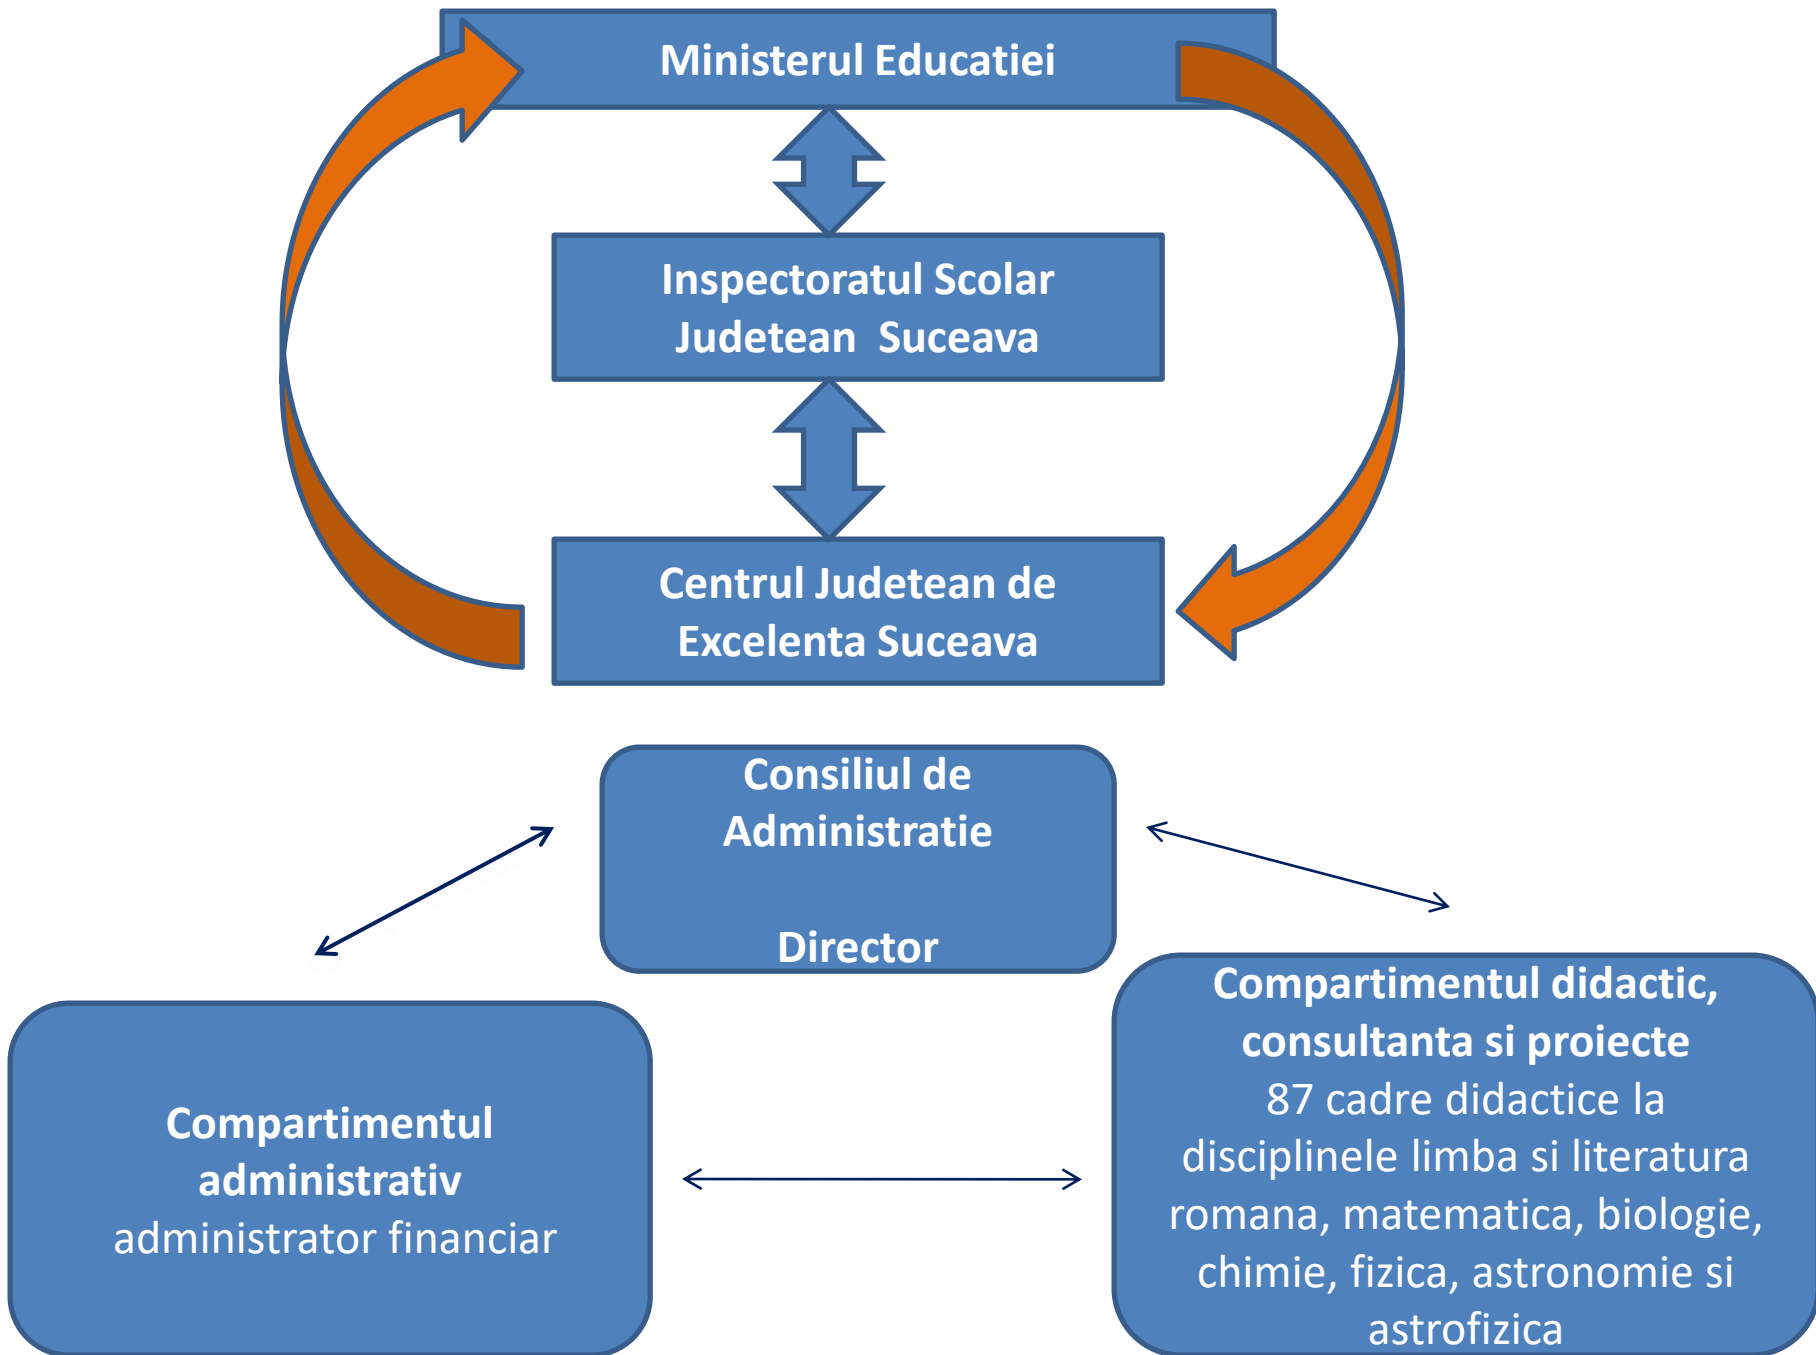 Ministerul Educatiei
Inspectoratul Scolar
Judetean  Suceava
Centrul Judetean de
Excelenta Suceava
Consiliul de
Administratie
Director
Compartimentul
administrativ
administrator financiar
Compartimentul didactic,
consultanta si proiecte
87 cadre didactice la
disciplinele limba si literatura
romana, matematica, biologie,
chimie, fizica, astronomie si
astrofizica